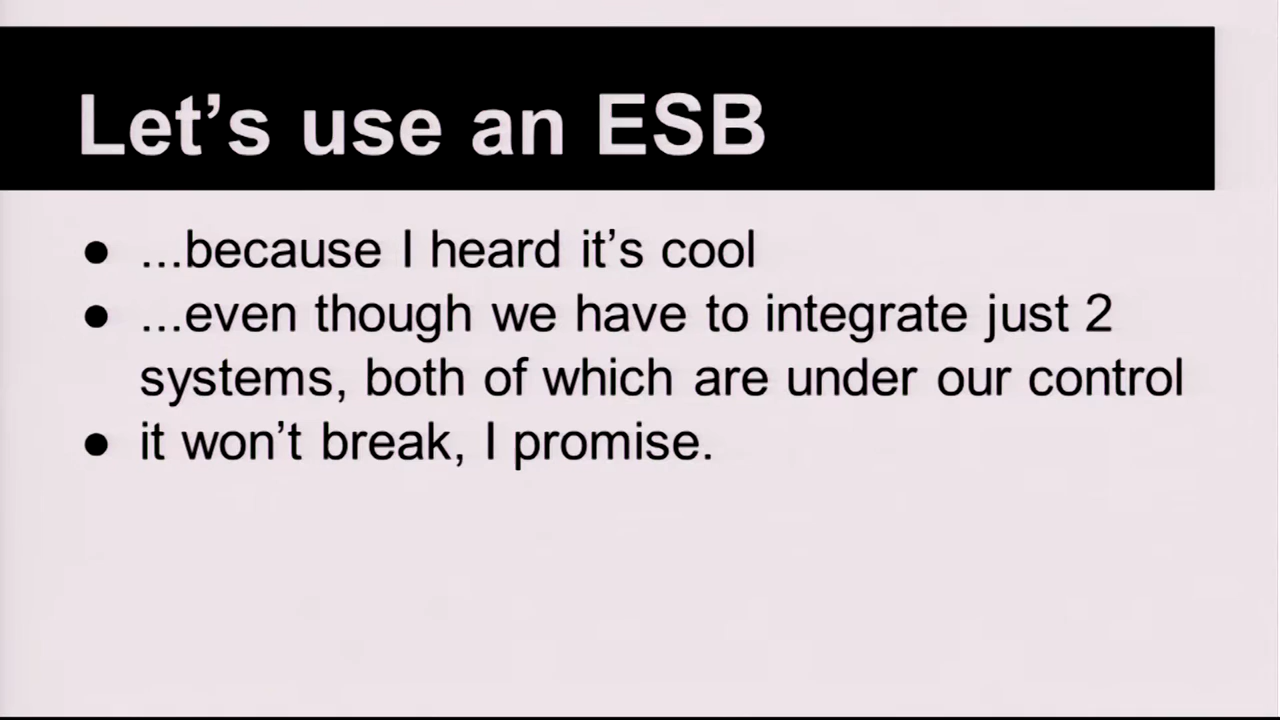 Let’s use an ESB
● ...because I heard it’s cool
● ...even though we have to integrate just 2
systems, both of which are under our control
● it won’t break, I promise.